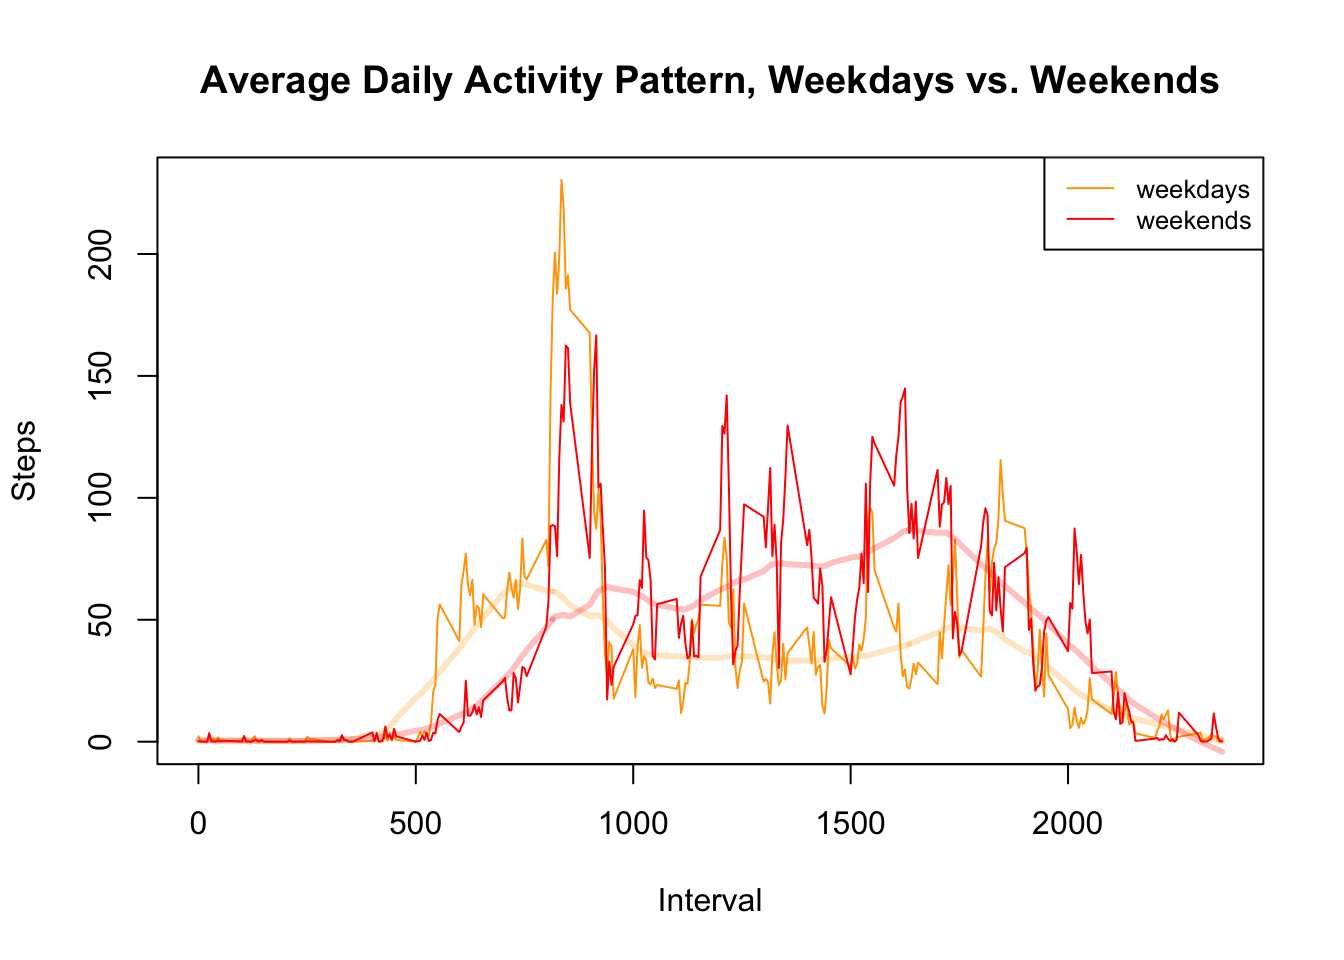 Average Daily Activity Pattern, Weekdays vs. Weekends
weekdays
weekends
200
150
100
50
0
Steps
0 500 1000 1500 2000
Interval